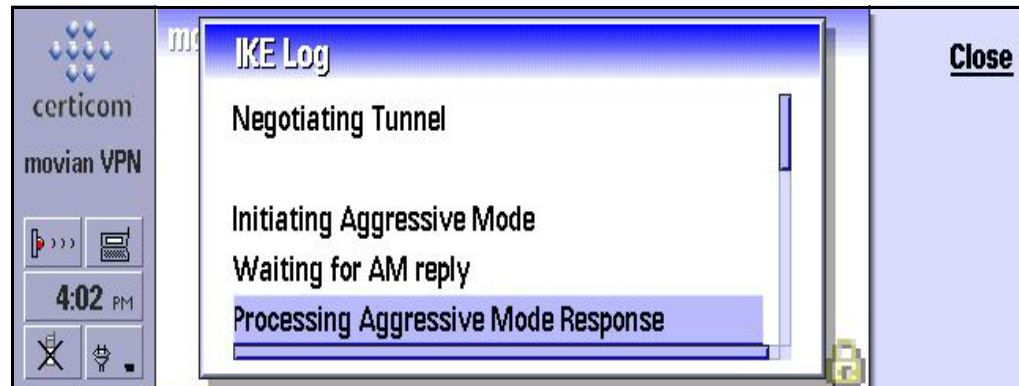 certicom
movian VPN
4:02 PM
IKE Log
Negotiating Tunnel
Initiating Aggressive Mode
Waiting for AM reply
Processing Aggressive Mode Response
Close